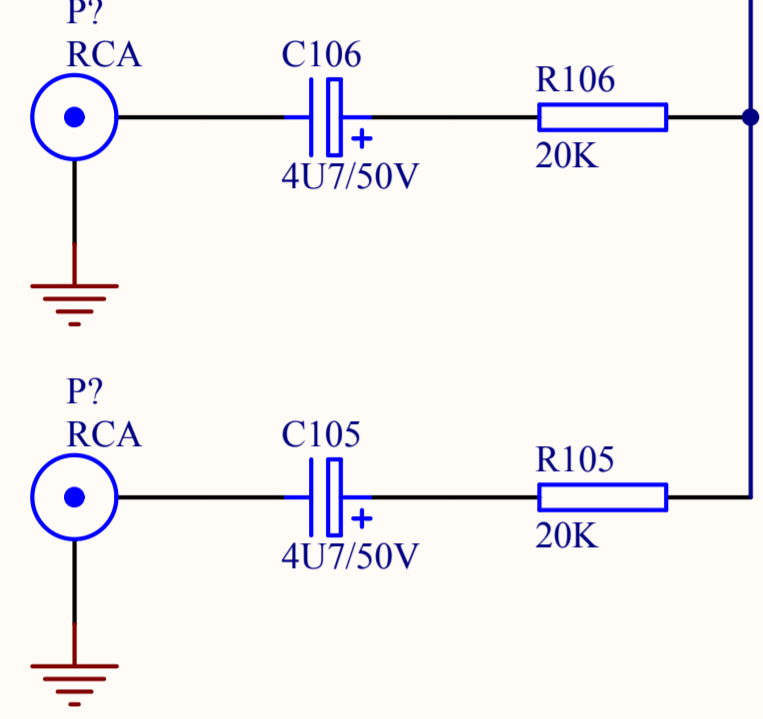 P?
RCA
C106
R106
+
4U7/50V
20K
P?
RCA
C105
R105
+
4U7/50V
20K